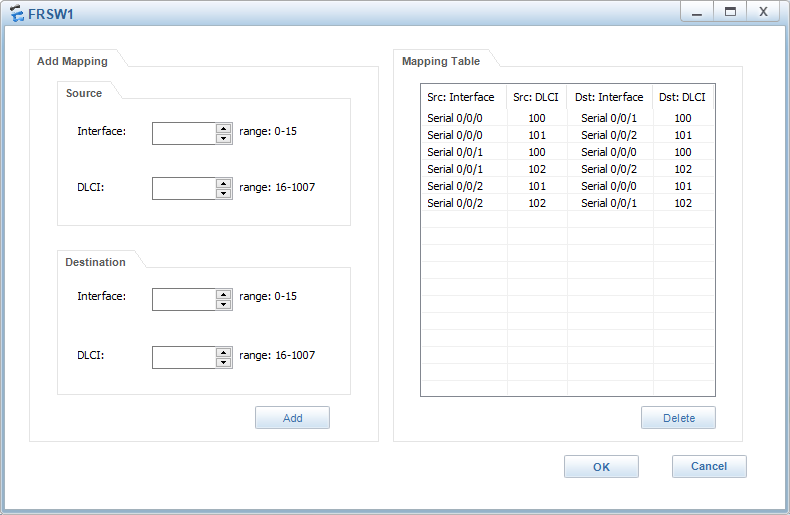 FRSW1
Add Mapping
Source
Interface: range: 0-15
DLCI: range: 16-1007
Destination
Interface: range: 0-15
DLCI: range: 16-1007
Add
Mapping Table
Src: Interface Src: DLCI Dst: Interface Dst: DLCI
Serial 0/0/0 100 Serial 0/0/1 100
Serial 0/0/0 101 Serial 0/0/2 101
Serial 0/0/1 100 Serial 0/0/0 100
Serial 0/0/1 102 Serial 0/0/2 102
Serial 0/0/2 101 Serial 0/0/0 101
Serial 0/0/2 102 Serial 0/0/1 102
Delete
OK Cancel